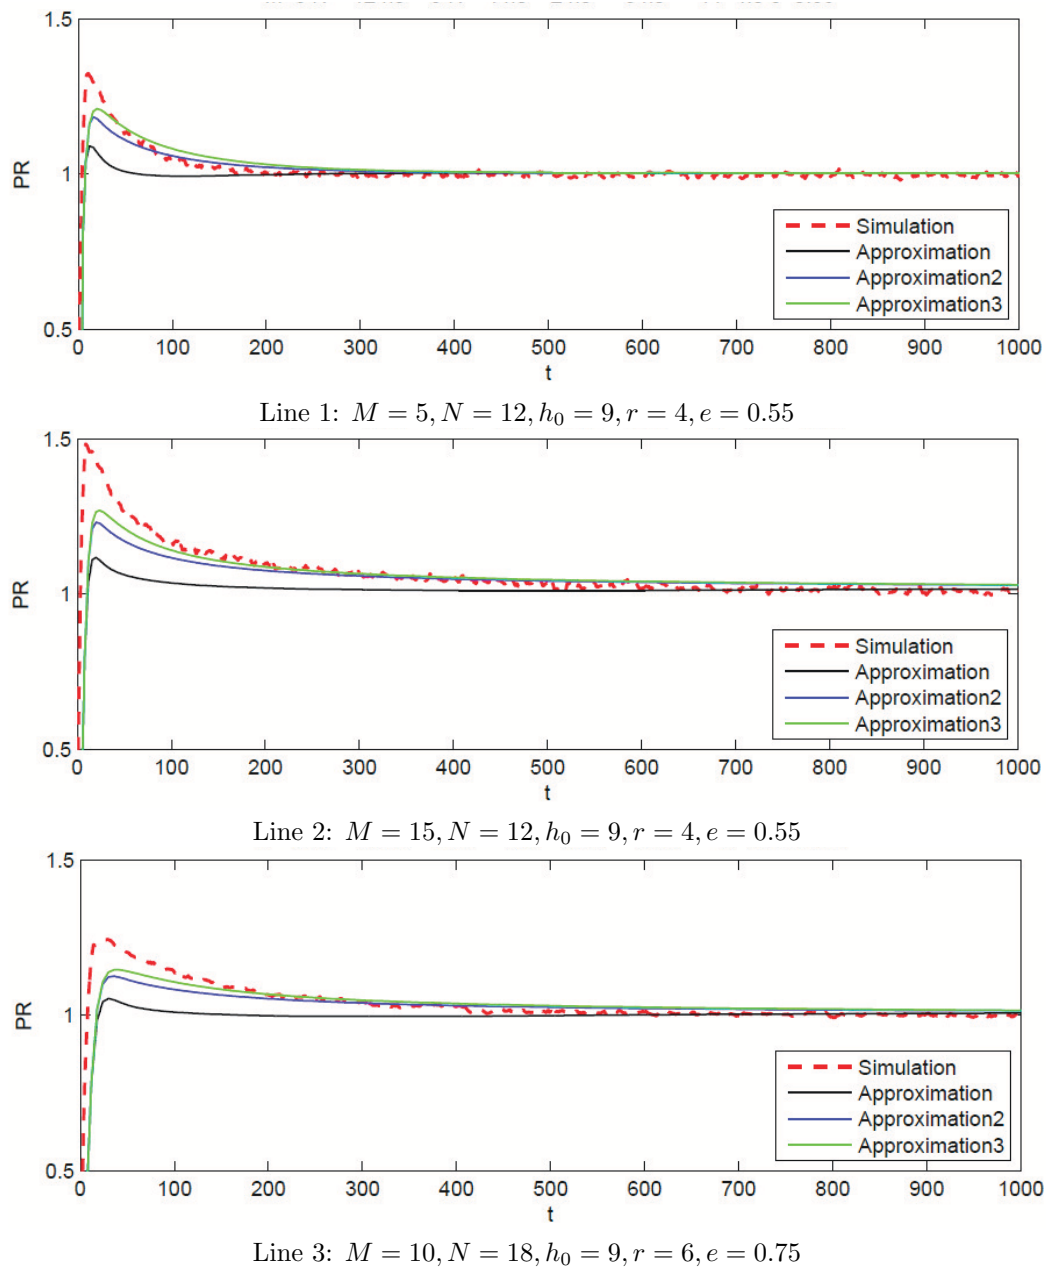 1.5
1
0.5
PR
0 100 200 300 400 500 600 700 800 900 1000
t
Simulation
Approximation
Approximation2
Approximation3
Line 1: M = 5, N = 12, h₀ = 9, r = 4, e = 0.55
1.5
1
0.5
PR
0 100 200 300 400 500 600 700 800 900 1000
t
Simulation
Approximation
Approximation2
Approximation3
Line 2: M = 15, N = 12, h₀ = 9, r = 4, e = 0.55
1.5
1
0.5
PR
0 100 200 300 400 500 600 700 800 900 1000
t
Simulation
Approximation
Approximation2
Approximation3
Line 3: M = 10, N = 18, h₀ = 9, r = 6, e = 0.75